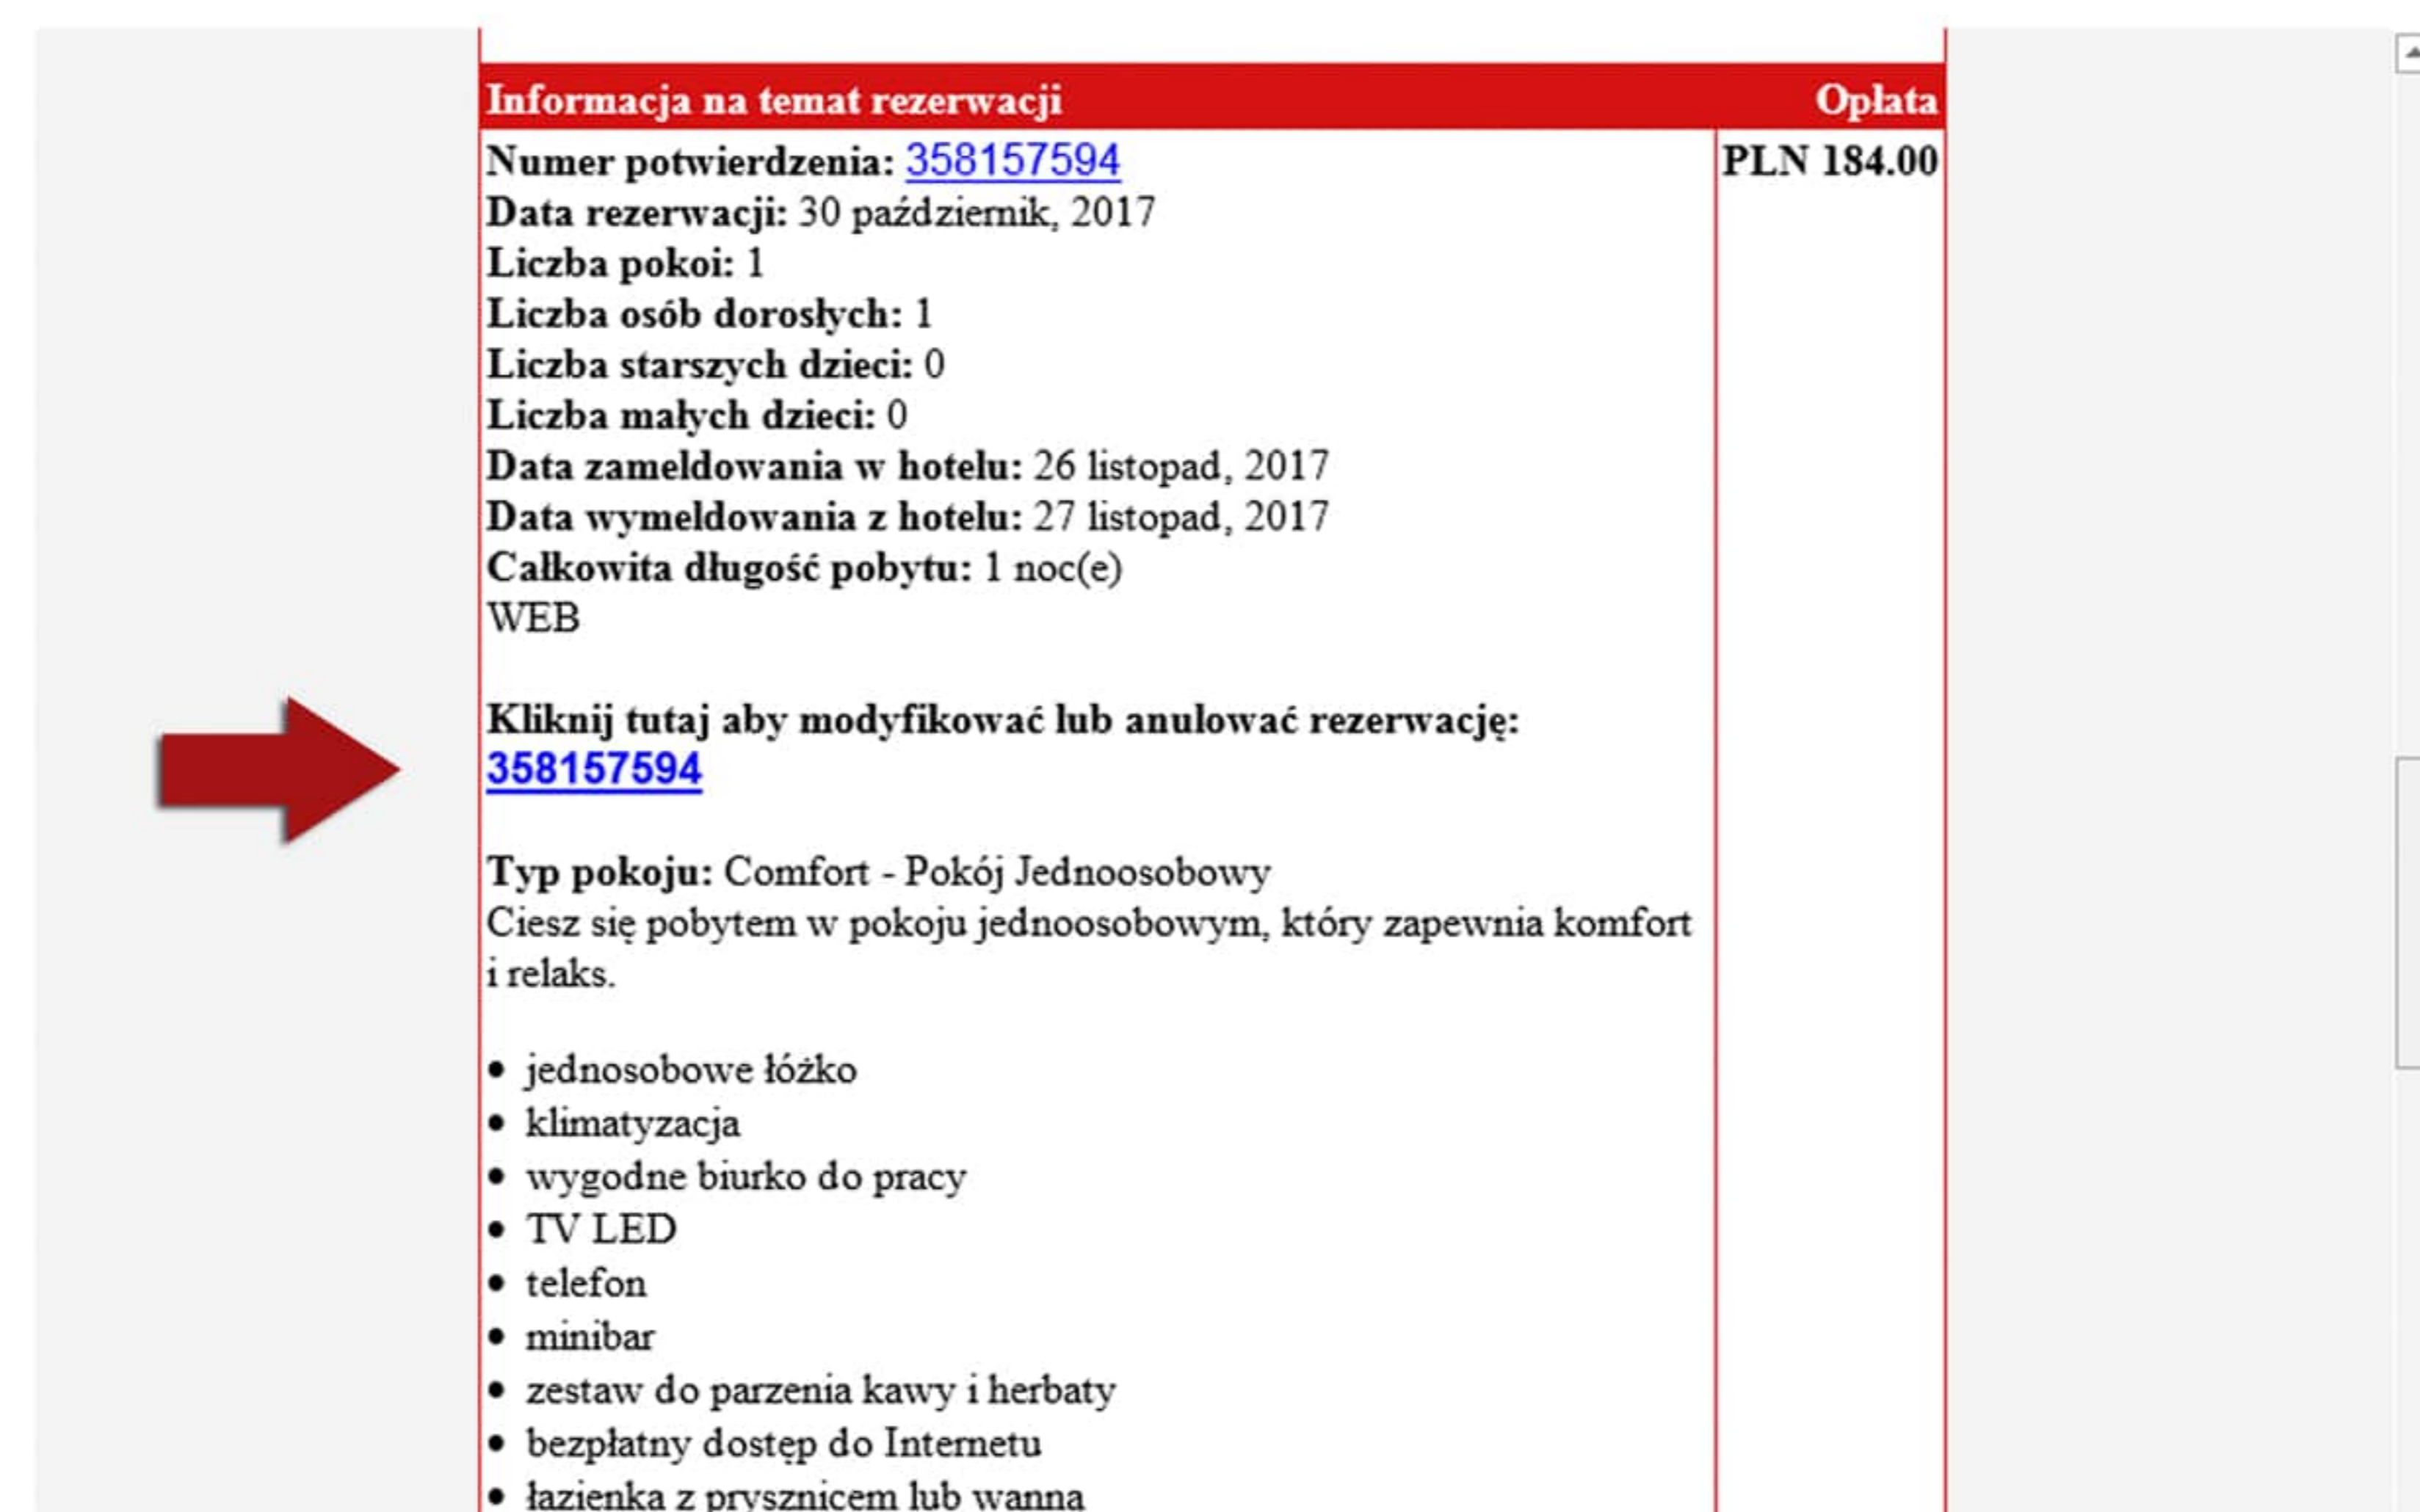 Informacja na temat rezerwacji Opłata
Numer potwierdzenia: 358157594 PLN 184.00
Data rezerwacji: 30 październik, 2017
Liczba pokoi: 1
Liczba osób dorosłych: 1
Liczba starszych dzieci: 0
Liczba małych dzieci: 0
Data zameldowania w hotelu: 26 listopad, 2017
Data wymeldowania z hotelu: 27 listopad, 2017
Całkowita długość pobytu: 1 noc(e)
WEB
Kliknij tutaj aby modyfikować lub anulować rezerwację:
358157594
Typ pokoju: Comfort - Pokój Jednoosobowy
Ciesz się pobytem w pokoju jednoosobowym, który zapewnia komfort
i relaks.
• jednosobowe łóżko
• klimatyzacja
• wygodne biurko do pracy
• TV LED
• telefon
• minibar
• zestaw do parzenia kawy i herbaty
• bezpłatny dostęp do Internetu
• łazienka z prysznicem lub wanna